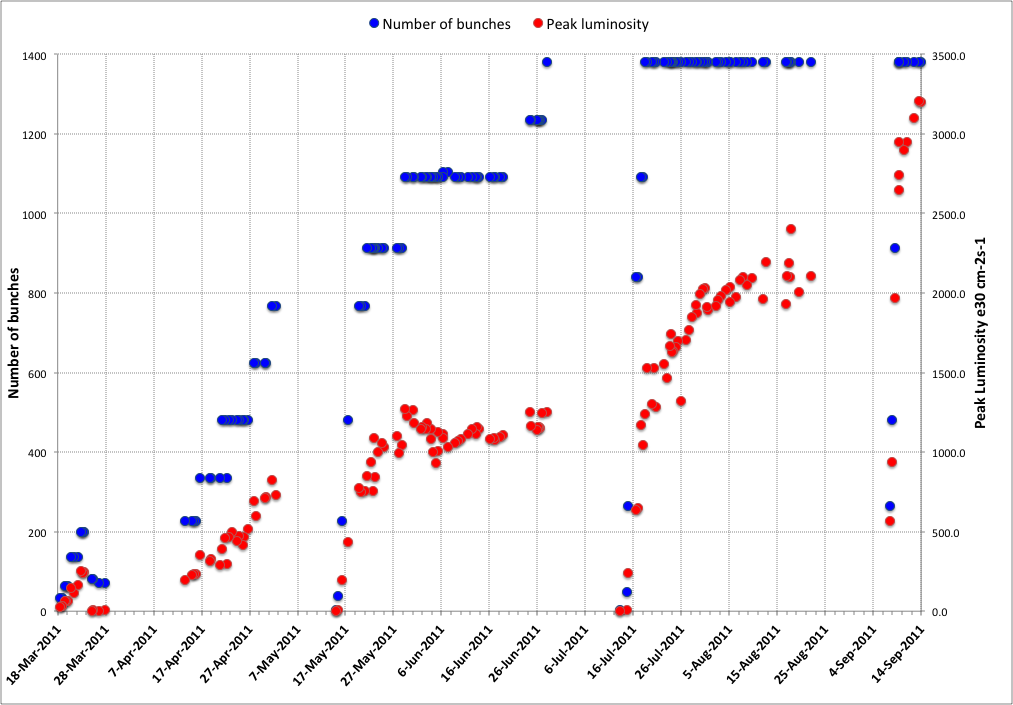 Number of bunches Peak luminosity
1400 3500.0
1200 3000.0
1000 2500.0
800 2000.0
600 1500.0
400 1000.0
200 500.0
0 0.0
Number of bunches
Peak Luminosity e30 cm-2s-1
18-Mar-2011 28-Mar-2011 7-Apr-2011 17-Apr-2011 27-Apr-2011 7-May-2011 17-May-2011 27-May-2011 6-Jun-2011 16-Jun-2011 26-Jun-2011 6-Jul-2011 16-Jul-2011 26-Jul-2011 5-Aug-2011 15-Aug-2011 25-Aug-2011 4-Sep-2011 14-Sep-2011